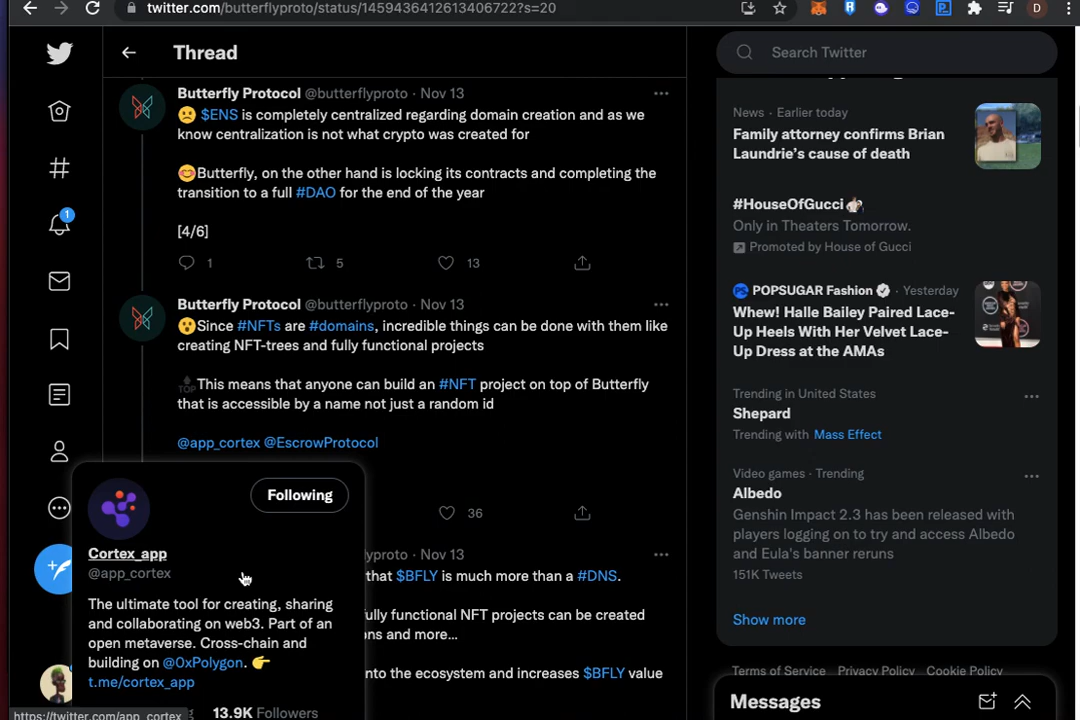 twitter.com/butterflyproto/status/1459436412613406722?s=20
D
Thread
Search Twitter
Butterfly Protocol @butterflyproto · Nov 13
$ENS is completely centralized regarding domain creation and as we
know centralization is not what crypto was created for
Butterfly, on the other hand is locking its contracts and completing the
transition to a full #DAO for the end of the year
[4/6]
1 5 13
Butterfly Protocol @butterflyproto · Nov 13
Since #NFTs are #domains, incredible things can be done with them like
creating NFT-trees and fully functional projects
TOP This means that anyone can build an #NFT project on top of Butterfly
that is accessible by a name not just a random id
@app_cortex @EscrowProtocol
36
yproto · Nov 13
that $BFLY is much more than a #DNS.
fully functional NFT projects can be created
ons and more...
nto the ecosystem and increases $BFLY value
1
Following
Cortex_app
@app_cortex
The ultimate tool for creating, sharing
and collaborating on web3. Part of an
open metaverse. Cross-chain and
building on @0xPolygon. 👉
t.me/cortex_app
13.9K Followers
https://twitter.com/app_cortex
News · Earlier today
Family attorney confirms Brian
Laundrie's cause of death
#HouseOfGucci
Only in Theaters Tomorrow.
Promoted by House of Gucci
POPSUGAR Fashion · Yesterday
Whew! Halle Bailey Paired Lace-
Up Heels With Her Velvet Lace-
Up Dress at the AMAs
Trending in United States
Shepard
Trending with Mass Effect
Video games · Trending
Albedo
Genshin Impact 2.3 has been released with
players logging on to try and access Albedo
and Eula's banner reruns
151K Tweets
Show more
Terms of Service Privacy Policy Cookie Policy
Messages